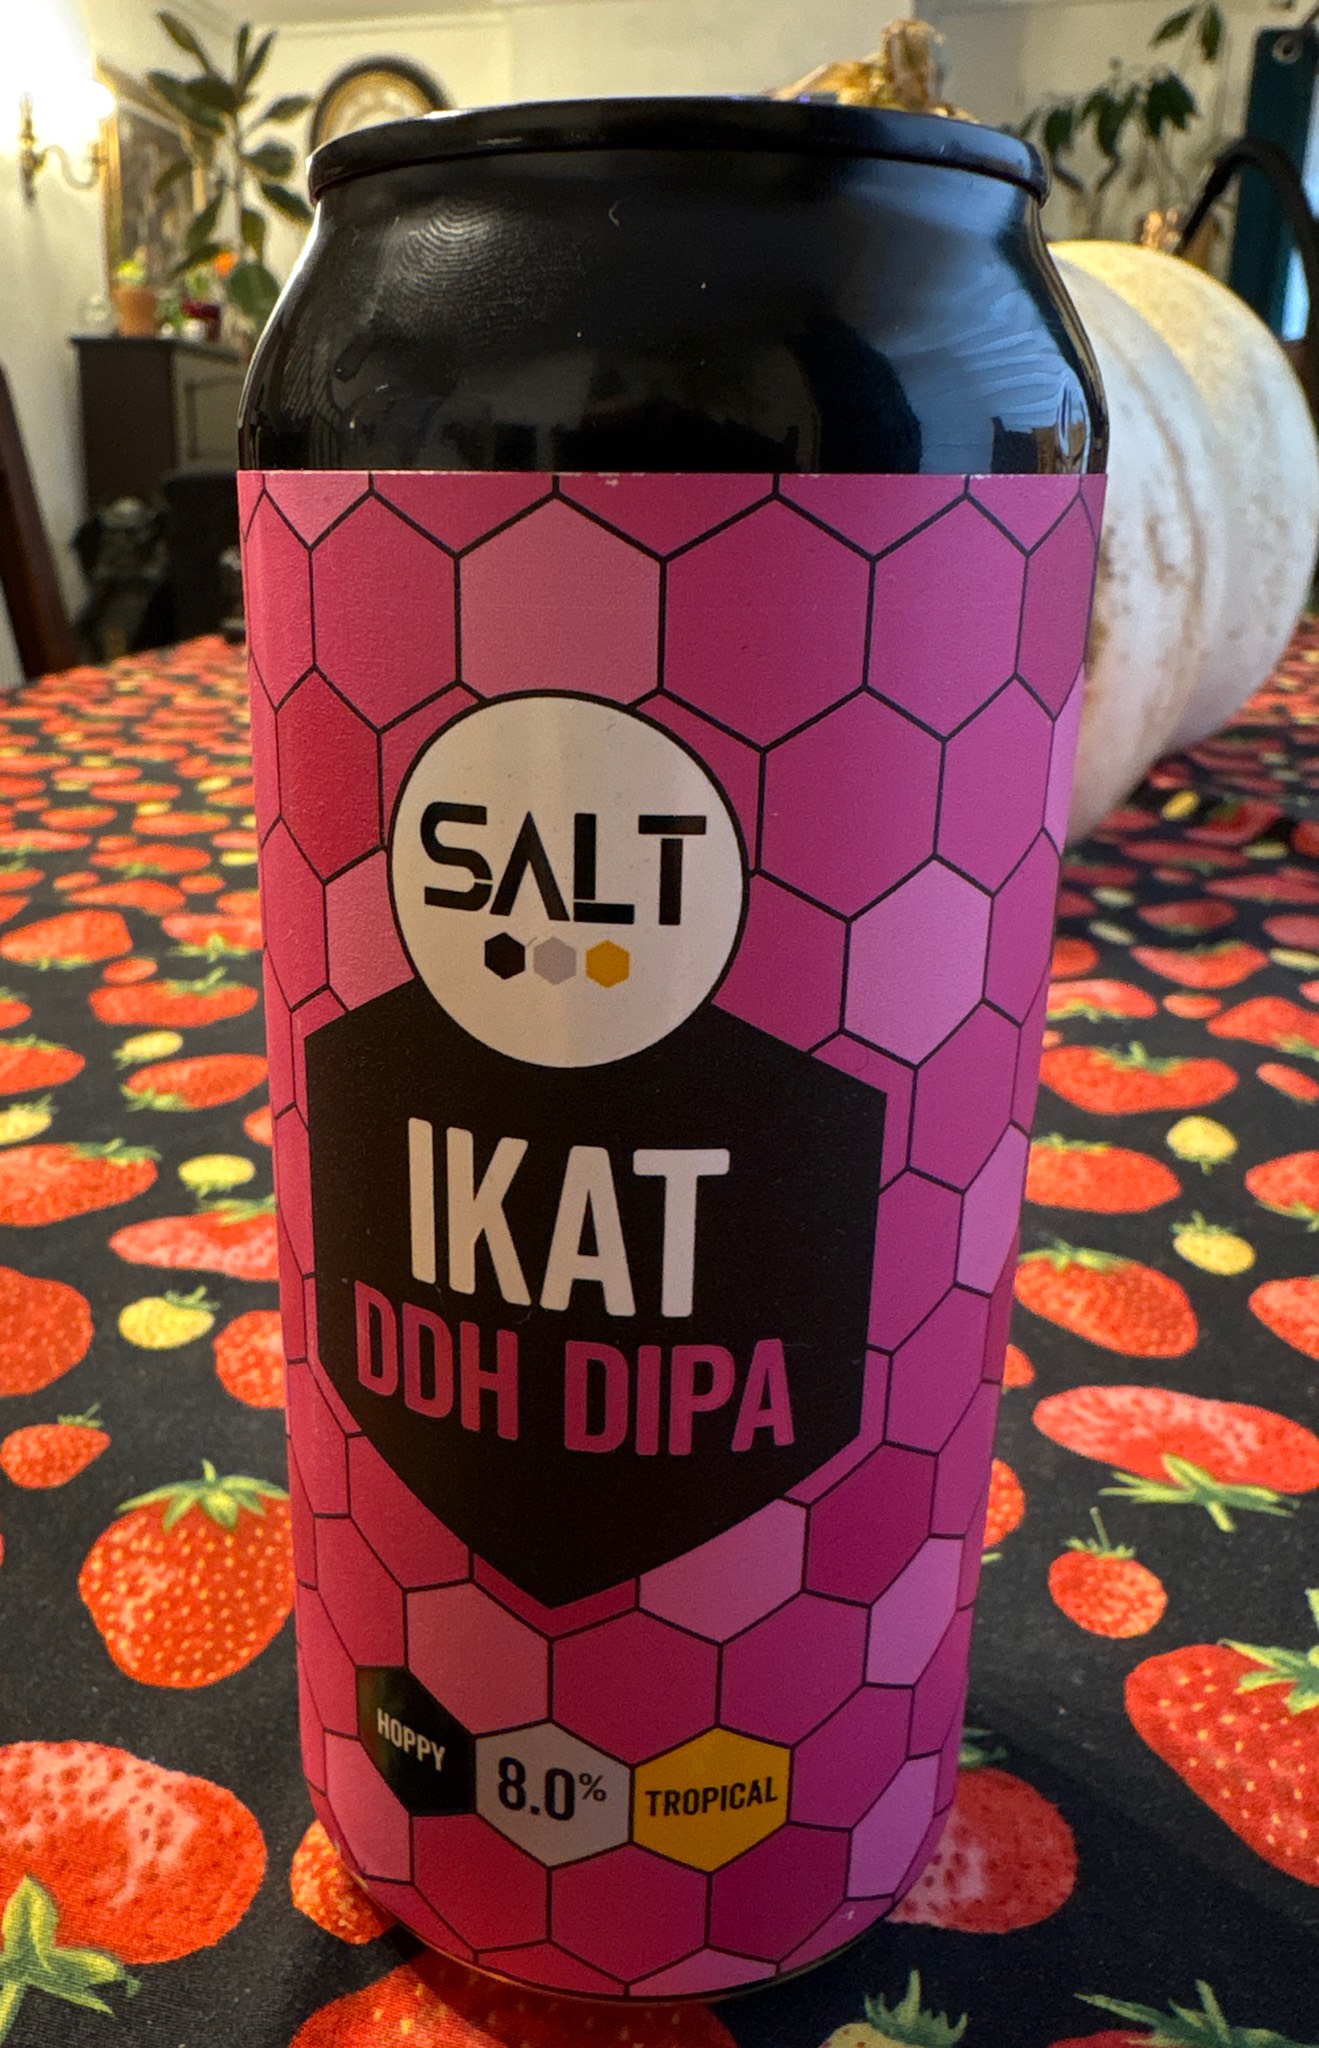 SALT
IKAT
DDH DIPA
HOPPY
8.0%
TROPICAL